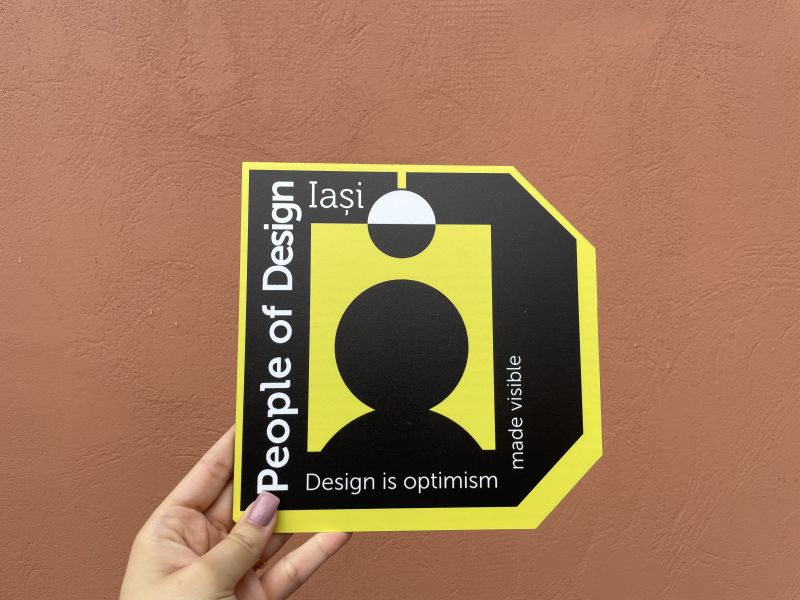 People of Design
Iași
Design is optimism
made visible